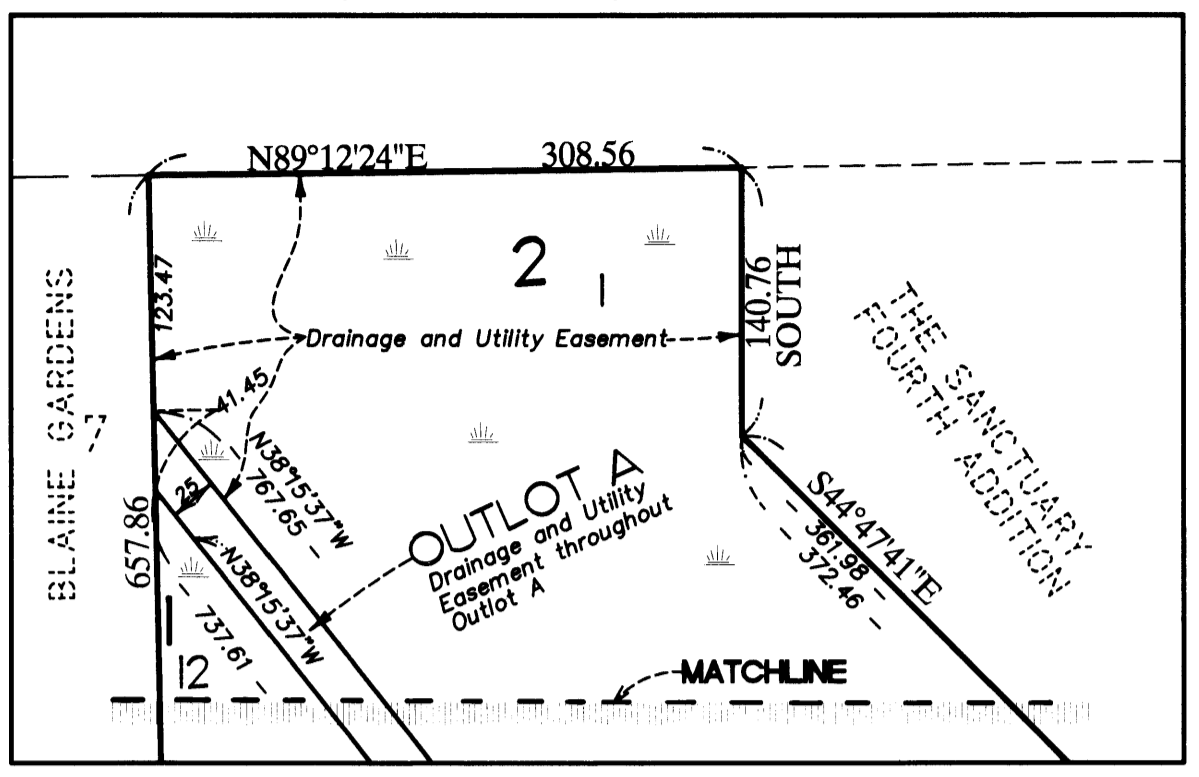 N89°12'24"E 308.56
123.47
2
1
140.76
SOUTH
Drainage and Utility Easement
BLAINE GARDENS
7
THE SANCTUARY
FOURTH ADDITION
41.45
N38°15'37"W
767.65
25
657.86
OUTLOT A
Drainage and Utility
Easement throughout
Outlot A
S44°47'41"E
361.98
372.46
N38°15'37"W
737.61
1
12
MATCHLINE